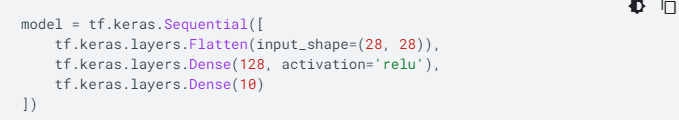 model = tf.keras.Sequential([
    tf.keras.layers.Flatten(input_shape=(28, 28)),
    tf.keras.layers.Dense(128, activation='relu'),
    tf.keras.layers.Dense(10)
])